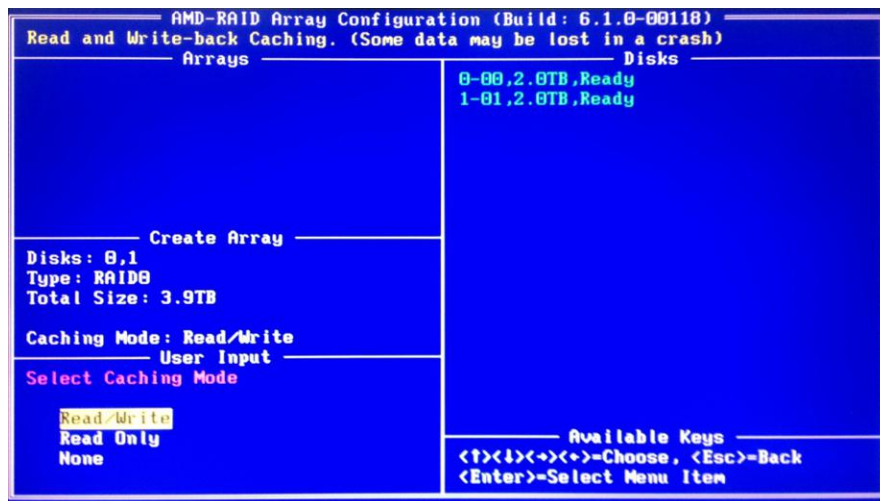 AMD-RAID Array Configuration (Build: 6.1.0-00118)
Read and Write-back Caching. (Some data may be lost in a crash)
Arrays
Create Array
Disks: 0,1
Type: RAID0
Total Size: 3.9TB
Caching Mode: Read/Write
User Input
Select Caching Mode
Read/Write
Read Only
None
Disks
0-00,2.0TB,Ready
1-01,2.0TB,Ready
Available Keys
<↑><↓><→><←>=Choose, <Esc>=Back
<Enter>=Select Menu Item